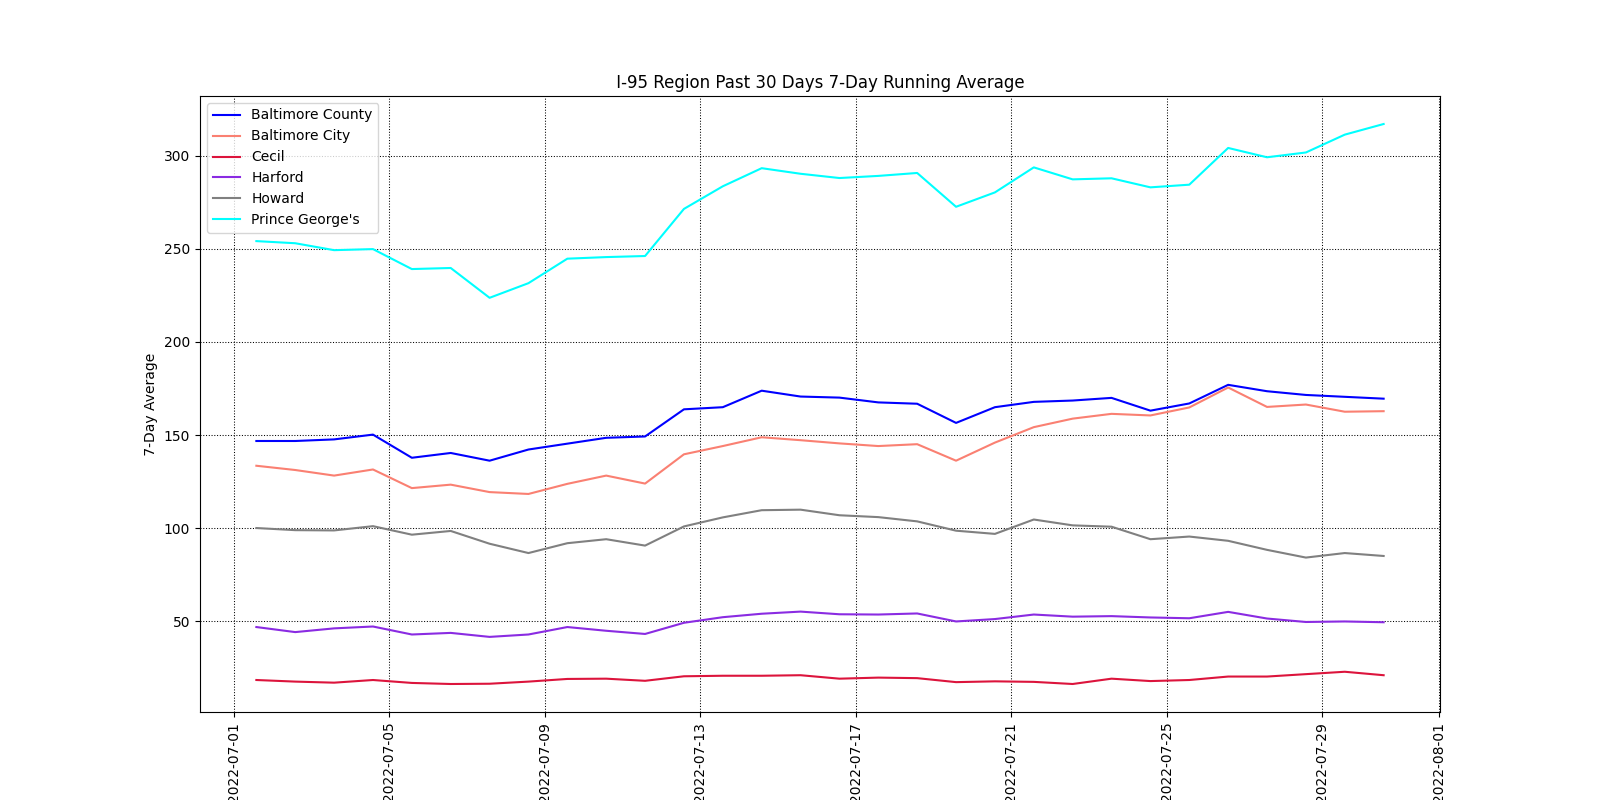 I-95 Region Past 30 Days 7-Day Running Average
Baltimore County
Baltimore City
Cecil
Harford
Howard
Prince George's
7-Day Average
300
250
200
150
100
50
2022-07-01
2022-07-05
2022-07-09
2022-07-13
2022-07-17
2022-07-21
2022-07-25
2022-07-29
2022-08-01